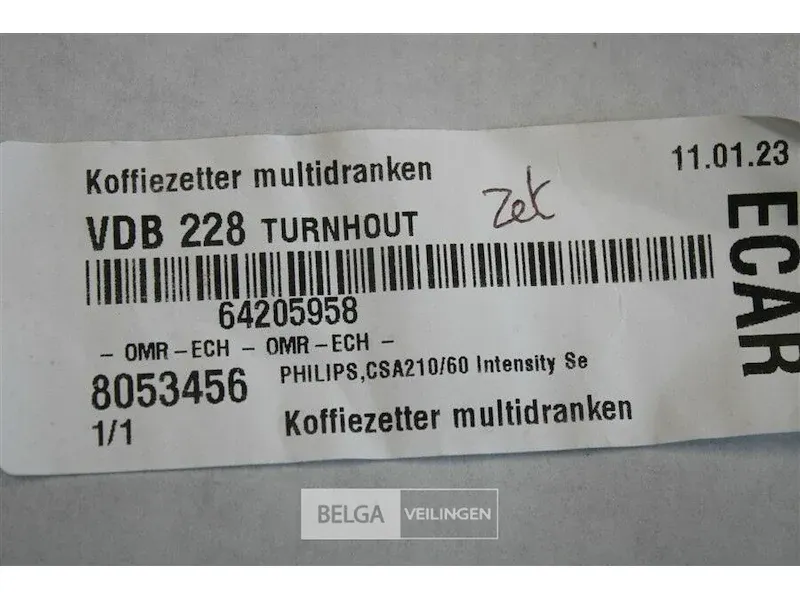 Koffiezetter multidranken
11.01.23
VDB 228 TURNHOUT
Zek
ECAR
64205958
- OMR-ECH - OMR-ECH -
8053456 PHILIPS,CSA210/60 Intensity Se
1/1 Koffiezetter multidranken
BELGA VEILINGEN